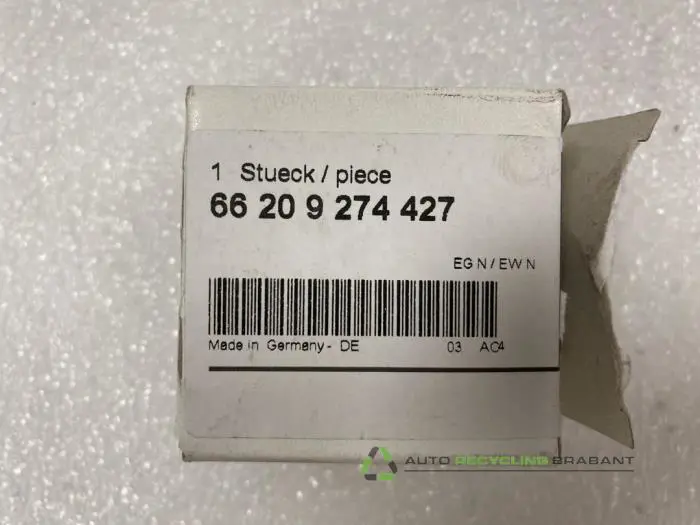 1 Stueck / piece
66 20 9 274 427
EG N / EW N
Made in Germany - DE 03 AC4
AUTO RECYCLING BRABANT